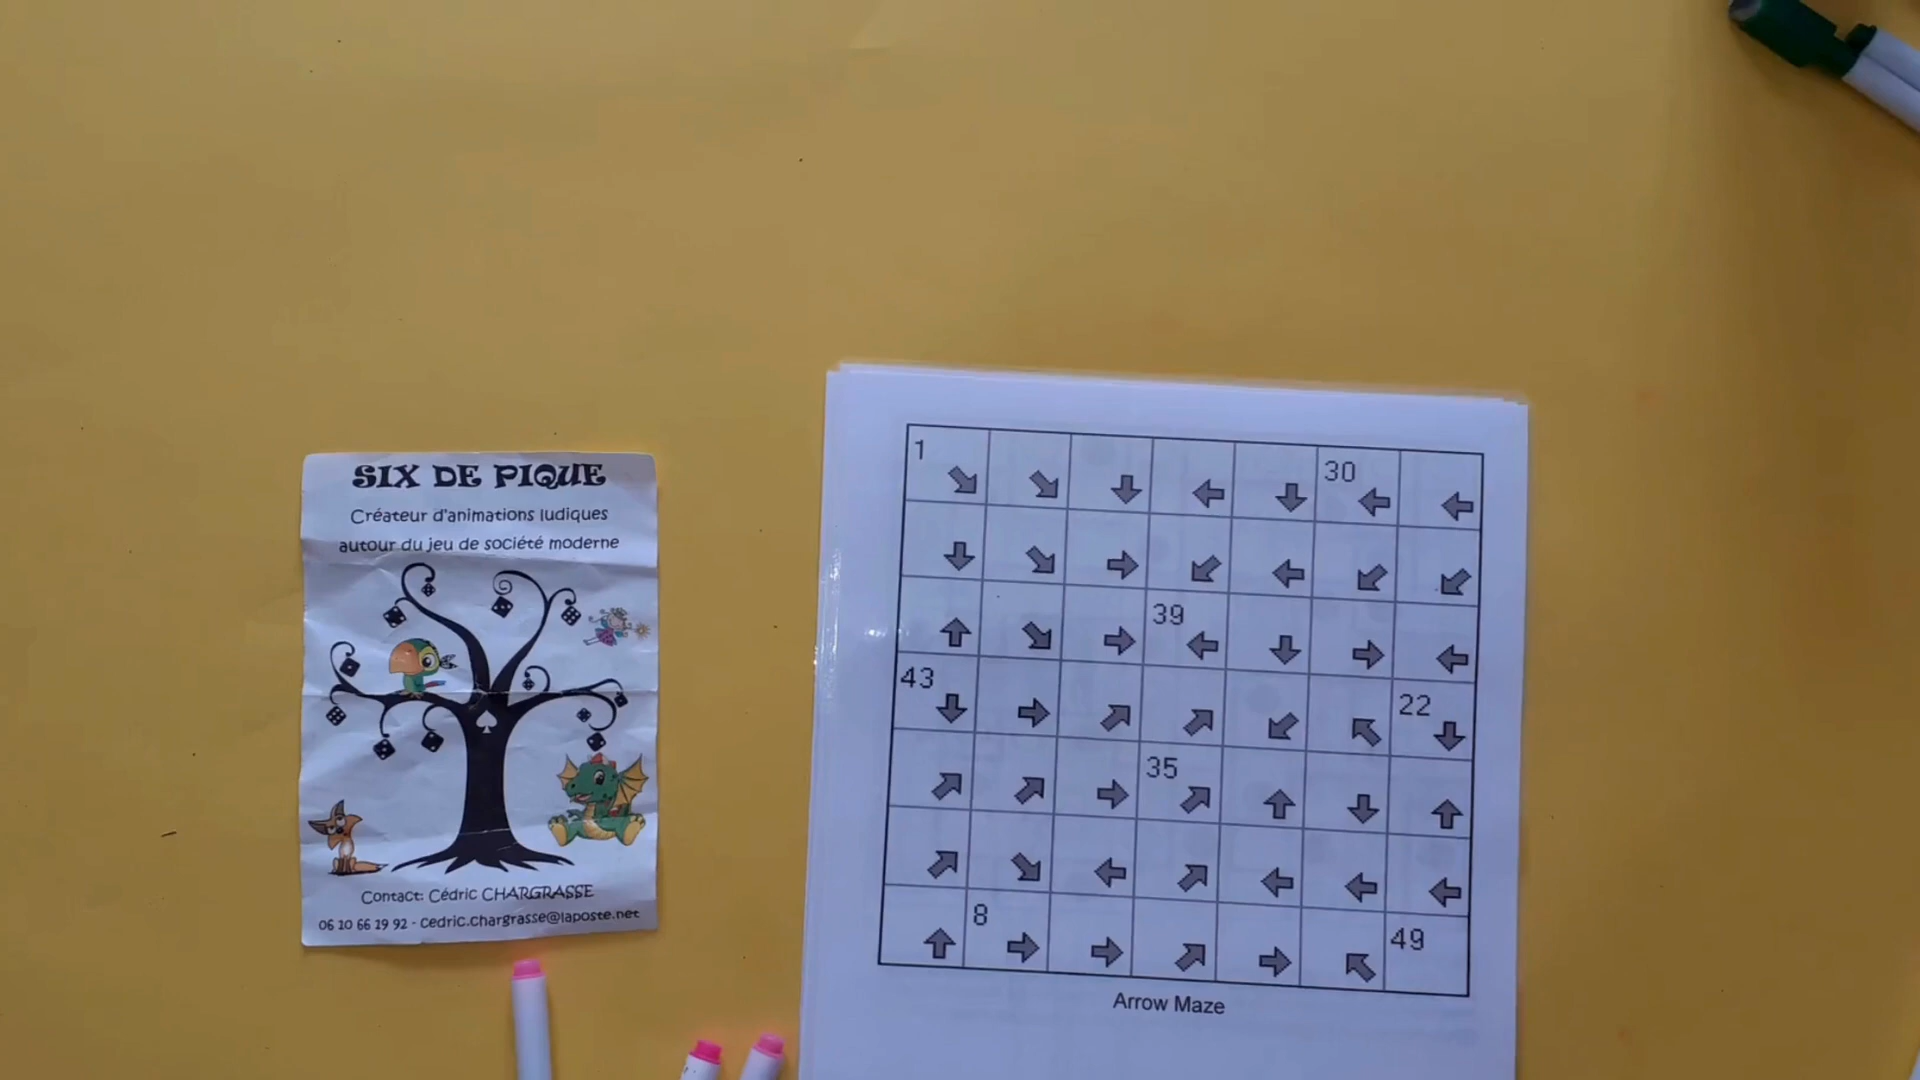 SIX DE PIQUE
Créateur d'animations ludiques
autour du jeu de société moderne
Contact: Cédric CHARGRASSE
06 10 66 19 92 - cedric.chargrasse@laposte.net
1 30
39
43 22
35
8 49
Arrow Maze